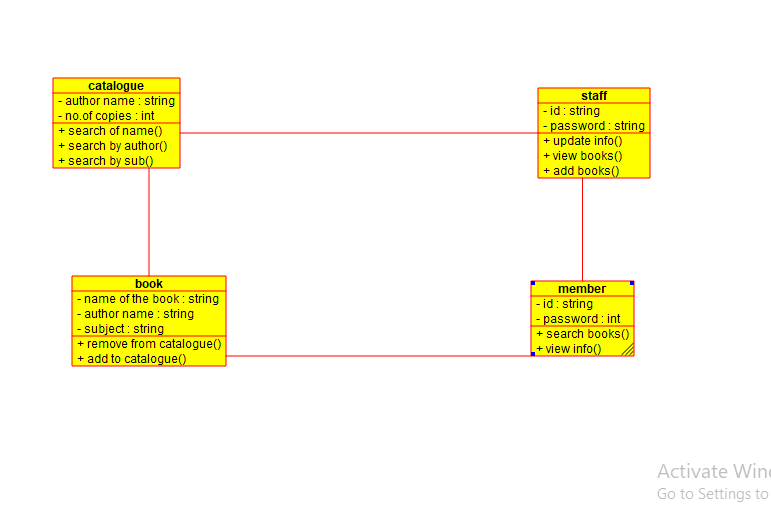 catalogue
- author name : string
- no.of copies : int
+ search of name()
+ search by author()
+ search by sub()
staff
- id : string
- password : string
+ update info()
+ view books()
+ add books()
book
- name of the book : string
- author name : string
- subject : string
+ remove from catalogue()
+ add to catalogue()
member
- id : string
- password : int
+ search books()
+ view info()
Activate Win
Go to Settings to